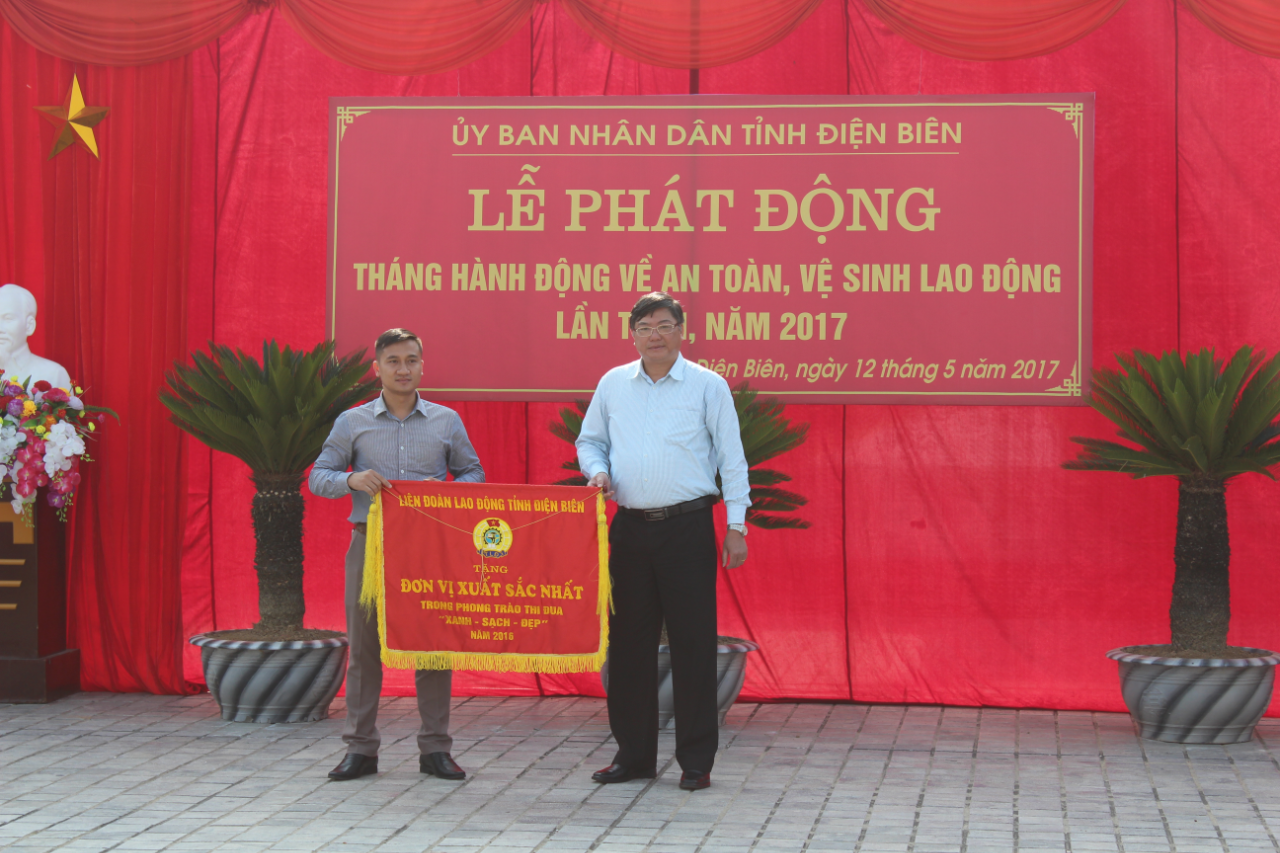 ỦY BAN NHÂN DÂN TỈNH ĐIỆN BIÊN
LỄ PHÁT ĐỘNG
THÁNG HÀNH ĐỘNG VỀ AN TOÀN, VỆ SINH LAO ĐỘNG
LẦN NĂM 2017
Điện Biên, ngày 12 tháng 5 năm 2017
LIÊN ĐOÀN LAO ĐỘNG TỈNH ĐIỆN BIÊN
TẶNG
ĐƠN VỊ XUẤT SẮC NHẤT
TRONG PHONG TRÀO THI ĐUA
"XANH - SẠCH - ĐẸP"
NĂM 2016